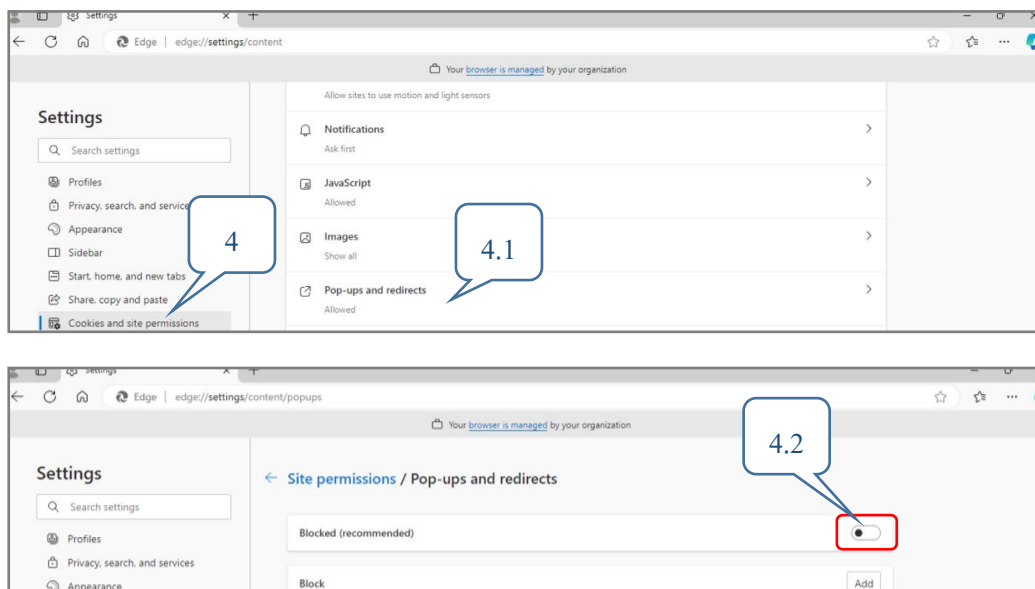 Settings
Edge | edge://settings/content
Your browser is managed by your organization
Allow sites to use motion and light sensors
Settings
Search settings
Notifications
Ask first
Profiles
JavaScript
Allowed
Privacy, search, and service
Appearance
4
Images
Show all
4.1
Sidebar
Start, home, and new tabs
Share, copy and paste
Pop-ups and redirects
Allowed
Cookies and site permissions
Settings
Edge | edge://settings/content/popups
Your browser is managed by your organization
4.2
Settings
Site permissions / Pop-ups and redirects
Search settings
Blocked (recommended)
Profiles
Privacy, search, and services
Appearance
Block
Add